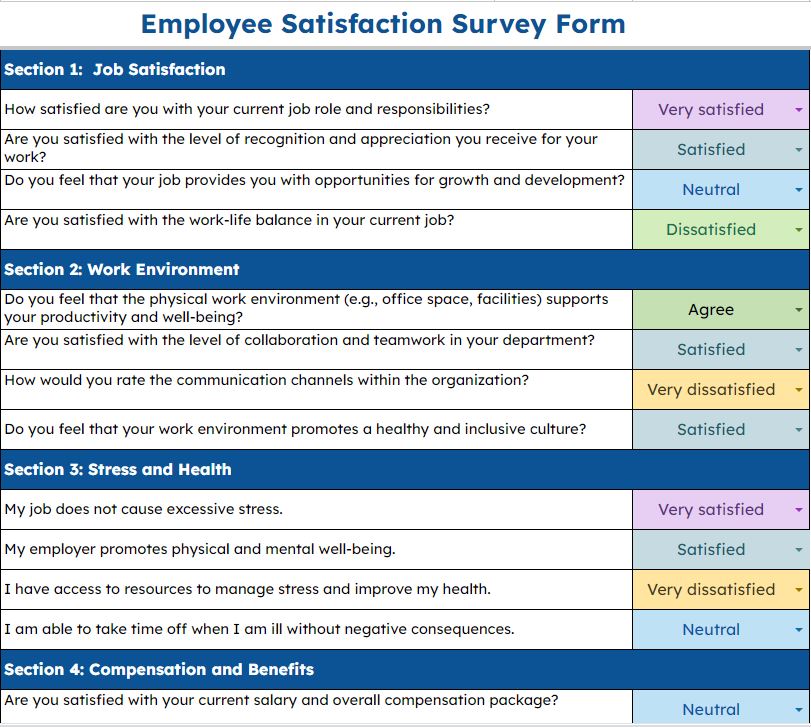 Employee Satisfaction Survey Form
Section 1:  Job Satisfaction
How satisfied are you with your current job role and responsibilities?
Very satisfied
Are you satisfied with the level of recognition and appreciation you receive for your
work?
Satisfied
Do you feel that your job provides you with opportunities for growth and development?
Neutral
Are you satisfied with the work-life balance in your current job?
Dissatisfied
Section 2: Work Environment
Do you feel that the physical work environment (e.g., office space, facilities) supports
your productivity and well-being?
Agree
Are you satisfied with the level of collaboration and teamwork in your department?
Satisfied
How would you rate the communication channels within the organization?
Very dissatisfied
Do you feel that your work environment promotes a healthy and inclusive culture?
Satisfied
Section 3: Stress and Health
My job does not cause excessive stress.
Very satisfied
My employer promotes physical and mental well-being.
Satisfied
I have access to resources to manage stress and improve my health.
Very dissatisfied
I am able to take time off when I am ill without negative consequences.
Neutral
Section 4: Compensation and Benefits
Are you satisfied with your current salary and overall compensation package?
Neutral